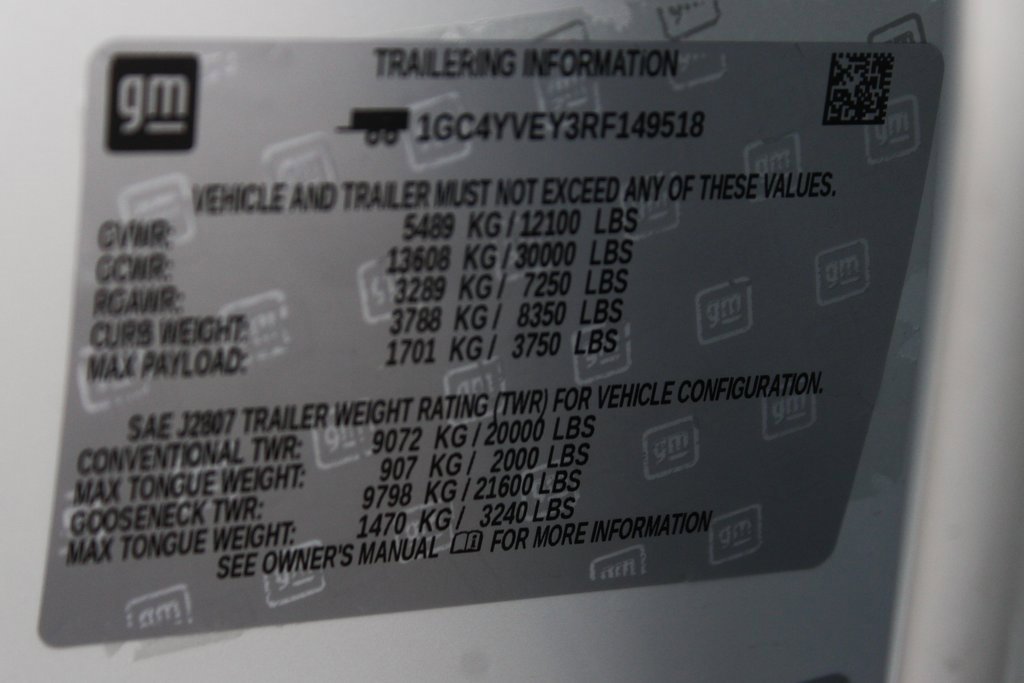 gm
TRAILERING INFORMATION
1GC4YVEY3RF149518
VEHICLE AND TRAILER MUST NOT EXCEED ANY OF THESE VALUES.
GVWR: 5489 KG/12100 LBS
GCWR: 13608 KG/30000 LBS
RGAWR: 3289 KG/ 7250 LBS
CURB WEIGHT: 3788 KG/ 8350 LBS
MAX PAYLOAD: 1701 KG/ 3750 LBS
SAE J2807 TRAILER WEIGHT RATING (TWR) FOR VEHICLE CONFIGURATION.
CONVENTIONAL TWR: 9072 KG/20000 LBS
MAX TONGUE WEIGHT: 907 KG/ 2000 LBS
GOOSENECK TWR: 9798 KG/21600 LBS
MAX TONGUE WEIGHT: 1470 KG/ 3240 LBS
SEE OWNER'S MANUAL FOR MORE INFORMATION